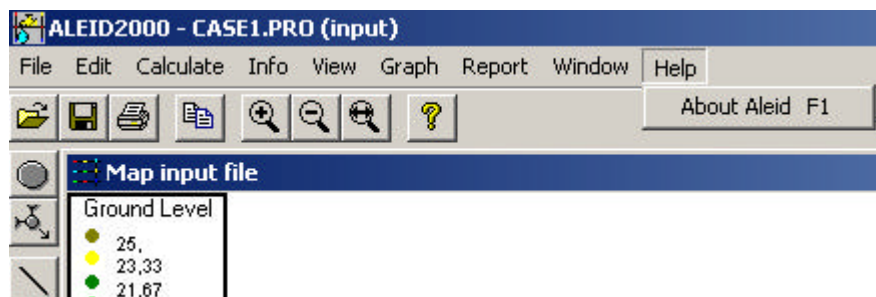 ALEID2000 - CASE1.PRO (input)
File Edit Calculate Info View Graph Report Window Help
About Aleid F1
Map input file
Ground Level
25,
23,33
21,67